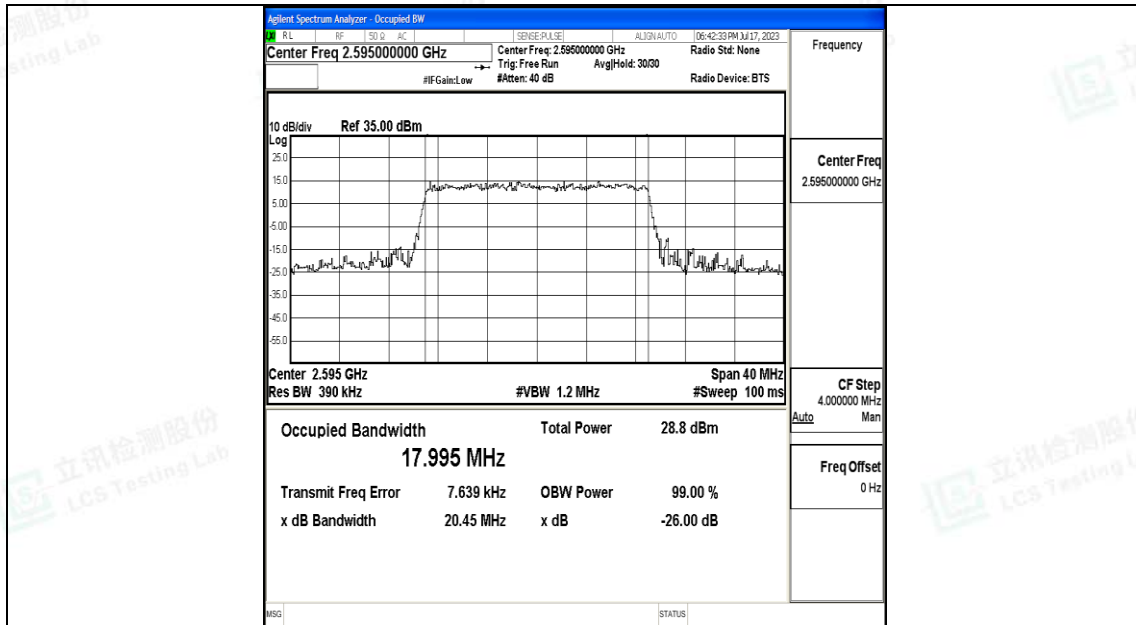 Agilent Spectrum Analyzer - Occupied BW
LXI RL RF 50 Ω AC SENSE:PULSE ALIGN AUTO 06:42:33 PM Jul 17, 2023
Center Freq 2.595000000 GHz
Center Freq: 2.595000000 GHz Radio Std: None
Trig: Free Run Avg|Hold: 30/30
#IFGain:Low #Atten: 40 dB Radio Device: BTS
Frequency
10 dB/div Ref 35.00 dBm
Log
25.0
15.0
5.00
-5.00
-15.0
-25.0
-35.0
-45.0
-55.0
Center 2.595 GHz Span 40 MHz
Res BW 390 kHz #VBW 1.2 MHz #Sweep 100 ms
Center Freq
2.595000000 GHz
CF Step
4.000000 MHz
Auto Man
Freq Offset
0 Hz
Occupied Bandwidth Total Power 28.8 dBm
17.995 MHz
Transmit Freq Error 7.639 kHz OBW Power 99.00 %
x dB Bandwidth 20.45 MHz x dB -26.00 dB
MSG STATUS
立讯检测股份
LCS Testing Lab